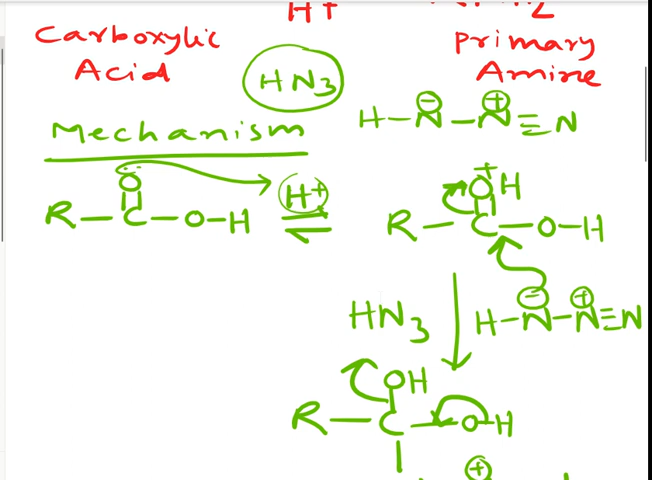 H+
Carboxylic Primary
Acid HN3 Amine
H–N⊖–N⊕≡N
Mechanism
R–C(=O)–O–H H+ ⇌ R–C(=O⁺H)–O–H
HN3 H–N⊖–N⊕≡N
OH
R–C–O–H
⊕